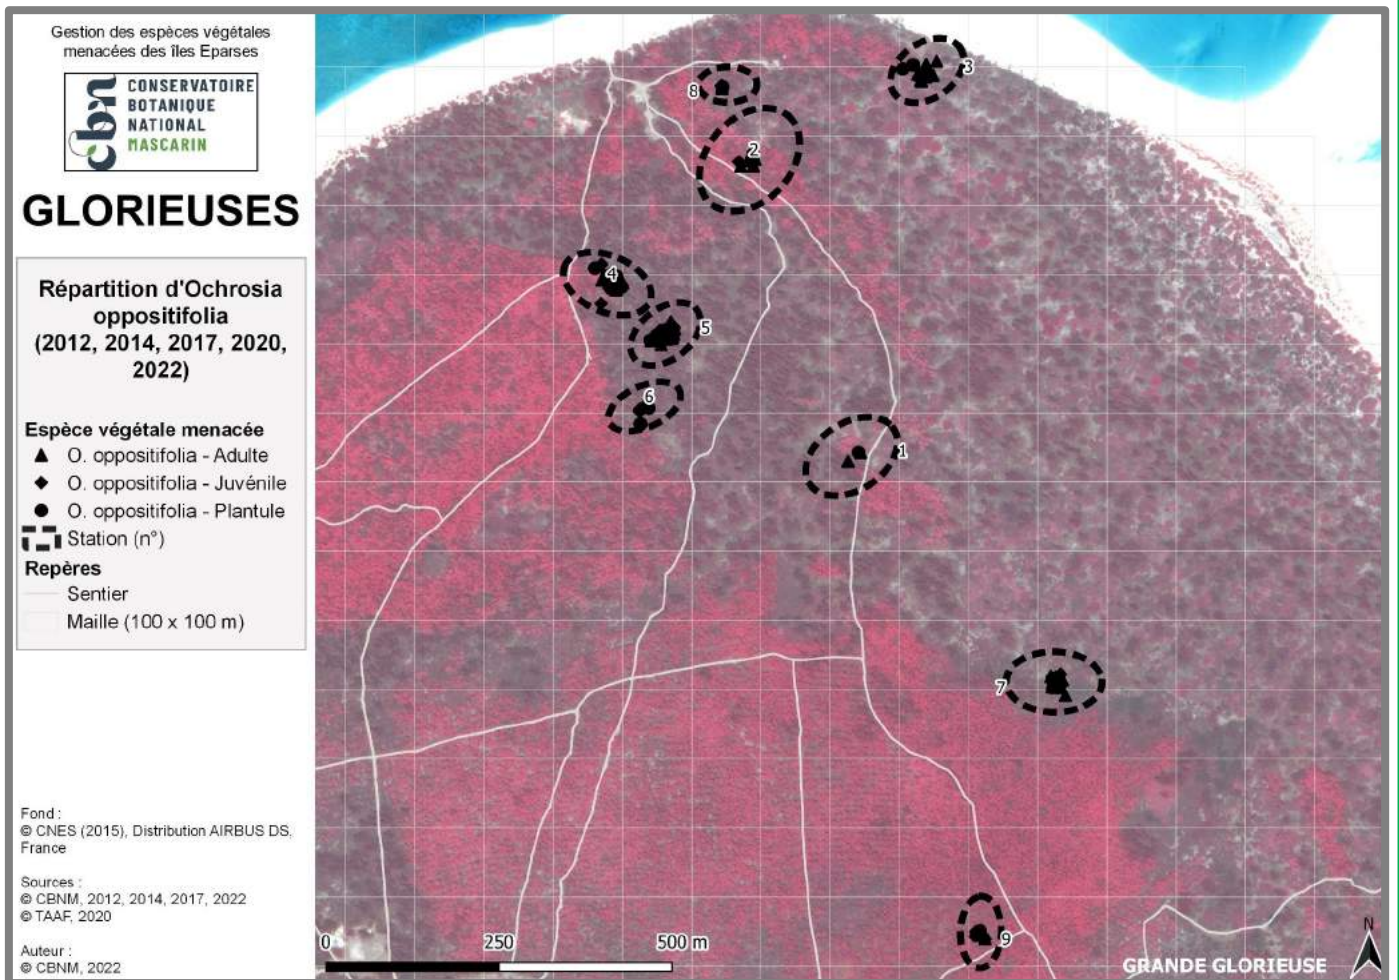 Gestion des espèces végétales
menacées des îles Eparses
cbn
CONSERVATOIRE
BOTANIQUE
NATIONAL
MASCARIN
GLORIEUSES
Répartition d'Ochrosia
oppositifolia
(2012, 2014, 2017, 2020,
2022)
Espèce végétale menacée
O. oppositifolia - Adulte
O. oppositifolia - Juvénile
O. oppositifolia - Plantule
Station (n°)
Repères
Sentier
Maille (100 x 100 m)
Fond :
© CNES (2015), Distribution AIRBUS DS,
France
Sources :
© CBNM, 2012, 2014, 2017, 2022
© TAAF, 2020
Auteur :
© CBNM, 2022
3
8
2
4
5
6
1
7
9
0 250 500 m
N
GRANDE GLORIEUSE